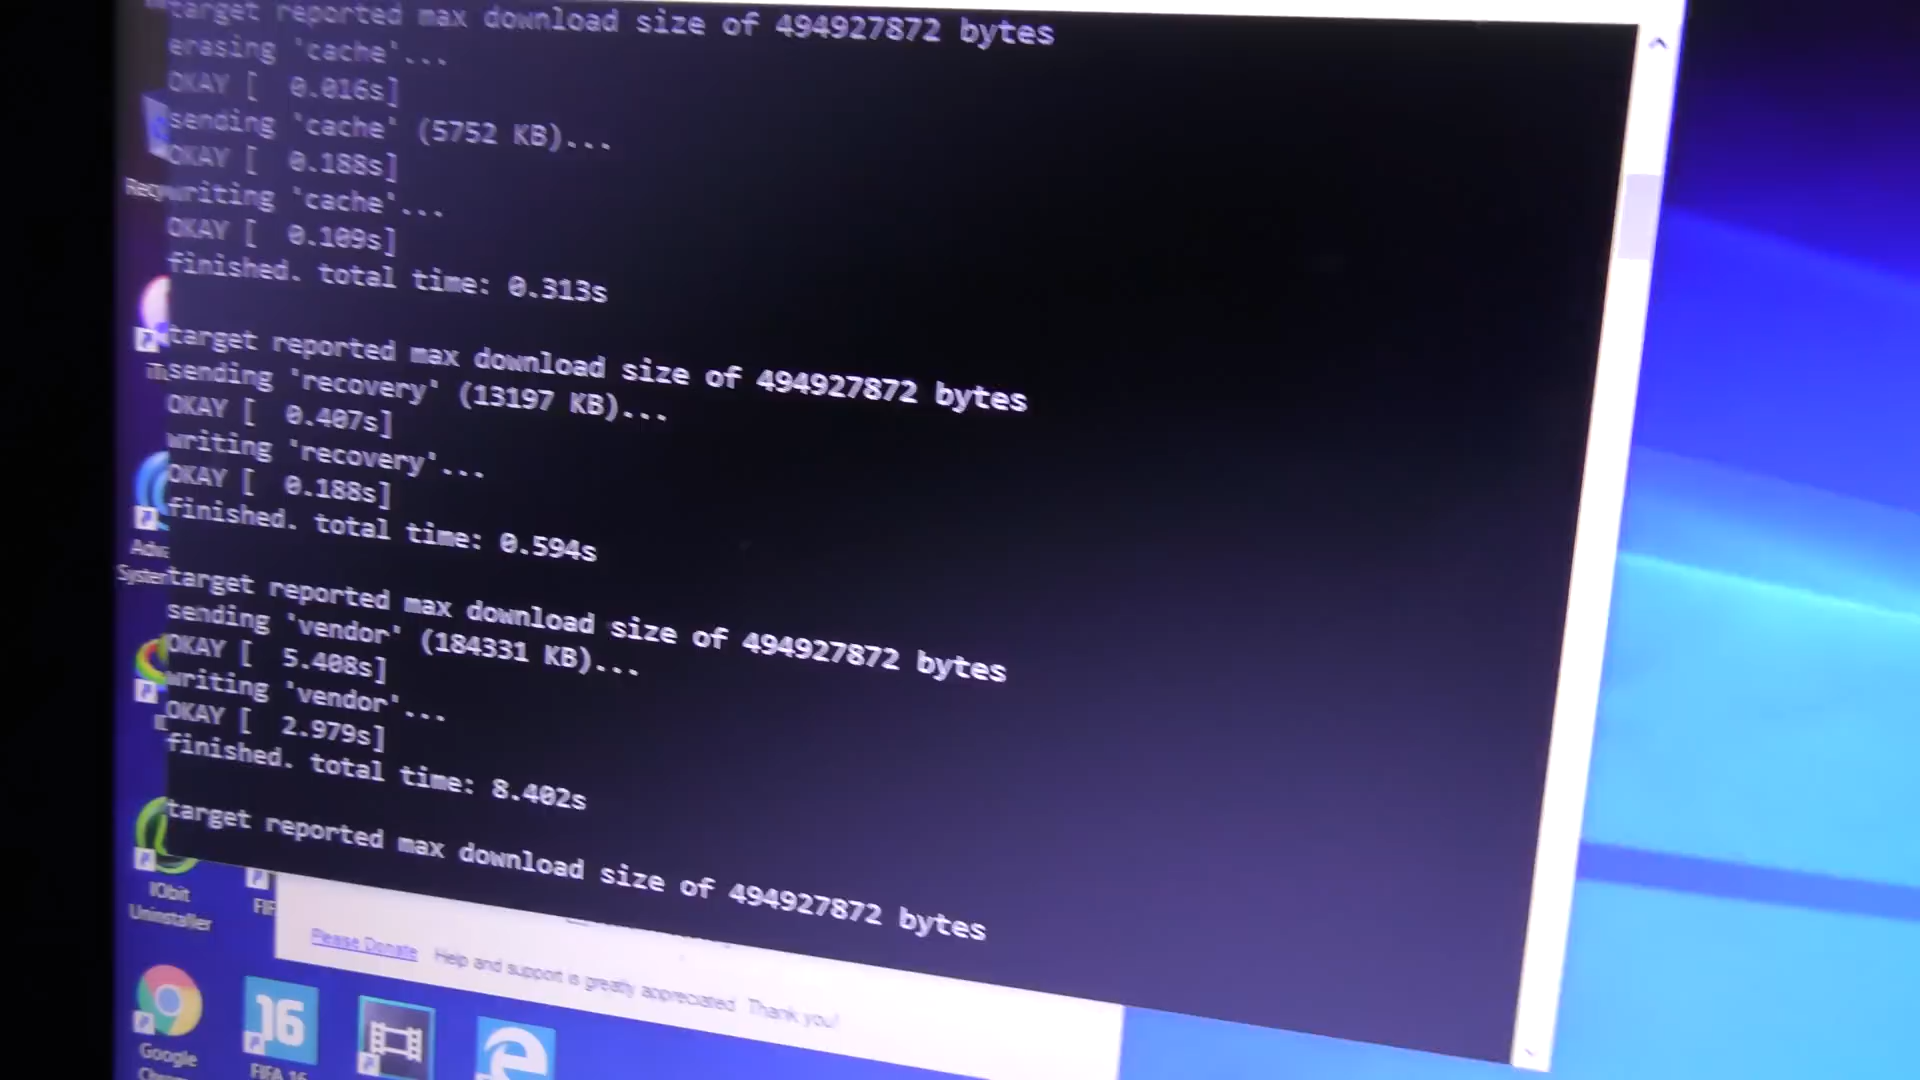 target reported max download size of 494927872 bytes
erasing 'cache'...
OKAY [  0.016s]
sending 'cache' (5752 KB)...
OKAY [  0.188s]
writing 'cache'...
OKAY [  0.109s]
finished. total time: 0.313s
target reported max download size of 494927872 bytes
sending 'recovery' (13197 KB)...
OKAY [  0.407s]
writing 'recovery'...
OKAY [  0.188s]
finished. total time: 0.594s
target reported max download size of 494927872 bytes
sending 'vendor' (184331 KB)...
OKAY [  5.408s]
writing 'vendor'...
OKAY [  2.979s]
finished. total time: 8.402s
target reported max download size of 494927872 bytes
Recy
Adva
System
IObit
Uninstaller
FIF
Please Donate Help and support is greatly appreciated Thank you!
16
Google
Chrom
FIFA 16